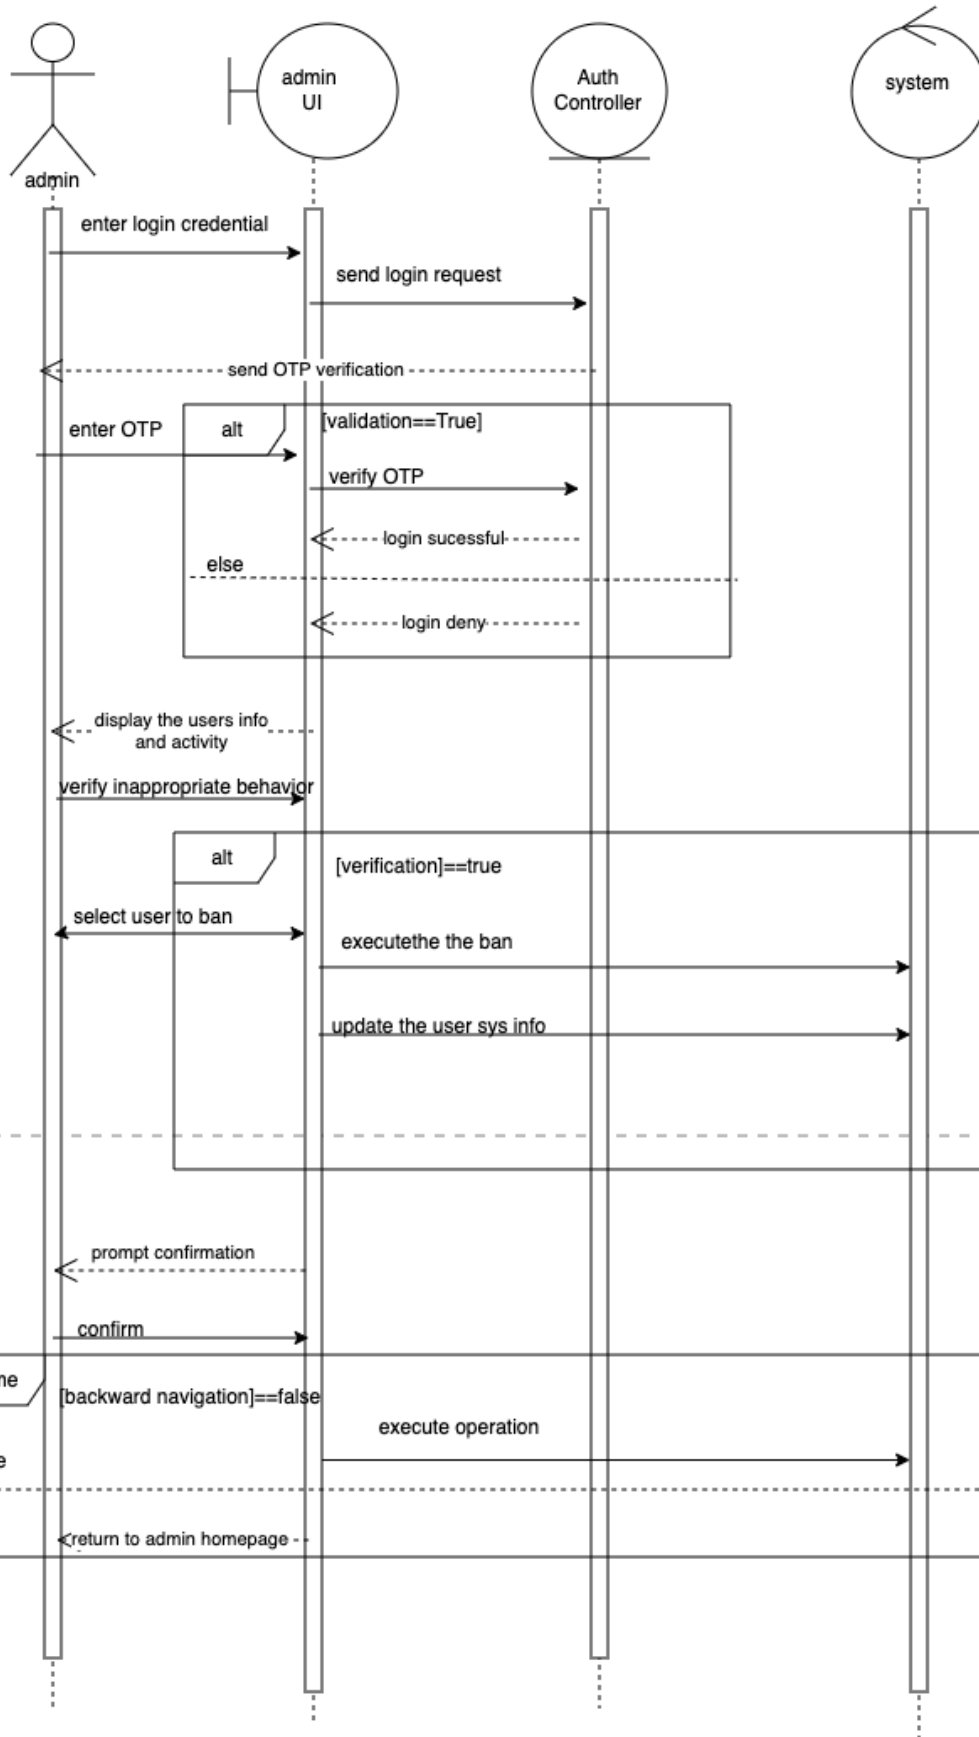 admin
UI
Auth
Controller
system
admin
enter login credential
send login request
send OTP verification
[validation==True]
enter OTP
alt
verify OTP
login sucessful
else
login deny
display the users info
and activity
verify inappropriate behavior
alt
[verification]==true
select user to ban
executethe the ban
update the user sys info
prompt confirmation
confirm
[backward navigation]==false
execute operation
return to admin homepage